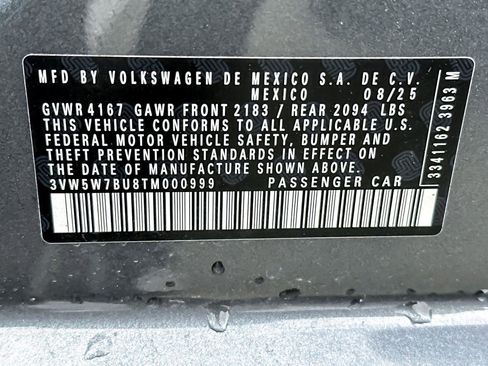 MFD BY VOLKSWAGEN DE MEXICO S.A. DE C.V.
MEXICO 08/25
GVWR 4167 GAWR FRONT 2183 / REAR 2094 LBS
THIS VEHICLE CONFORMS TO ALL APPLICABLE U.S.
FEDERAL MOTOR VEHICLE SAFETY, BUMPER AND
THEFT PREVENTION STANDARDS IN EFFECT ON
THE DATE OF MANUFACTURE SHOWN ABOVE.
3VW5W7BU8TM000999 PASSENGER CAR
3341162 3963 M